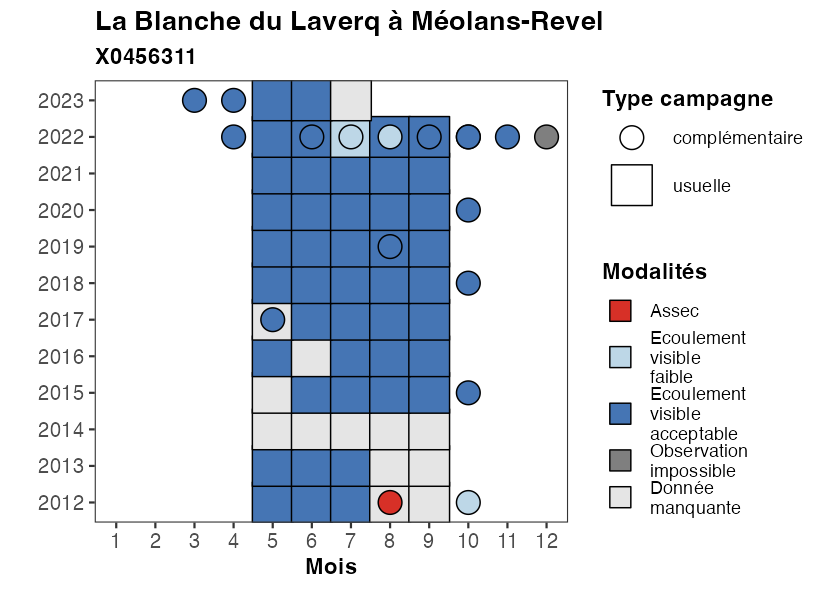 La Blanche du Laverq à Méolans-Revel
X0456311
2023
2022
2021
2020
2019
2018
2017
2016
2015
2014
2013
2012
1 2 3 4 5 6 7 8 9 10 11 12
Mois
Type campagne
complémentaire
usuelle
Modalités
Assec
Ecoulement
visible
faible
Ecoulement
visible
acceptable
Observation
impossible
Donnée
manquante